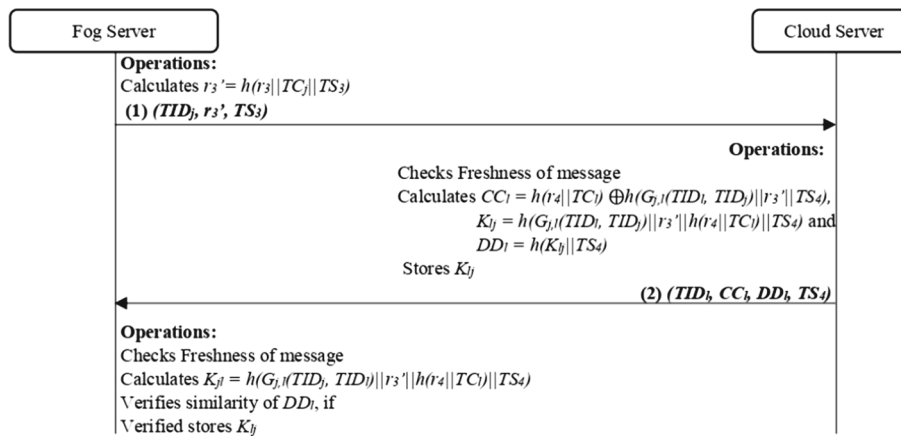 Fog Server
Cloud Server
Operations:
Calculates r₃'= h(r₃||TCⱼ||TS₃)
(1) (TIDⱼ, r₃', TS₃)
Operations:
Checks Freshness of message
Calculates CCₗ = h(r₄||TCₗ) ⊕h(Gⱼ,ₗ(TIDₗ, TIDⱼ)||r₃'||TS₄),
Kₗⱼ = h(Gⱼ,ₗ(TIDₗ, TIDⱼ)||r₃'||h(r₄||TCₗ)||TS₄) and
DDₗ = h(Kₗⱼ||TS₄)
Stores Kₗⱼ
(2) (TIDₗ, CCₗ, DDₗ, TS₄)
Operations:
Checks Freshness of message
Calculates Kⱼₗ = h(Gⱼ,ₗ(TIDⱼ, TIDₗ)||r₃'||h(r₄||TCₗ)||TS₄)
Verifies similarity of DDₗ, if
Verified stores Kₗⱼ